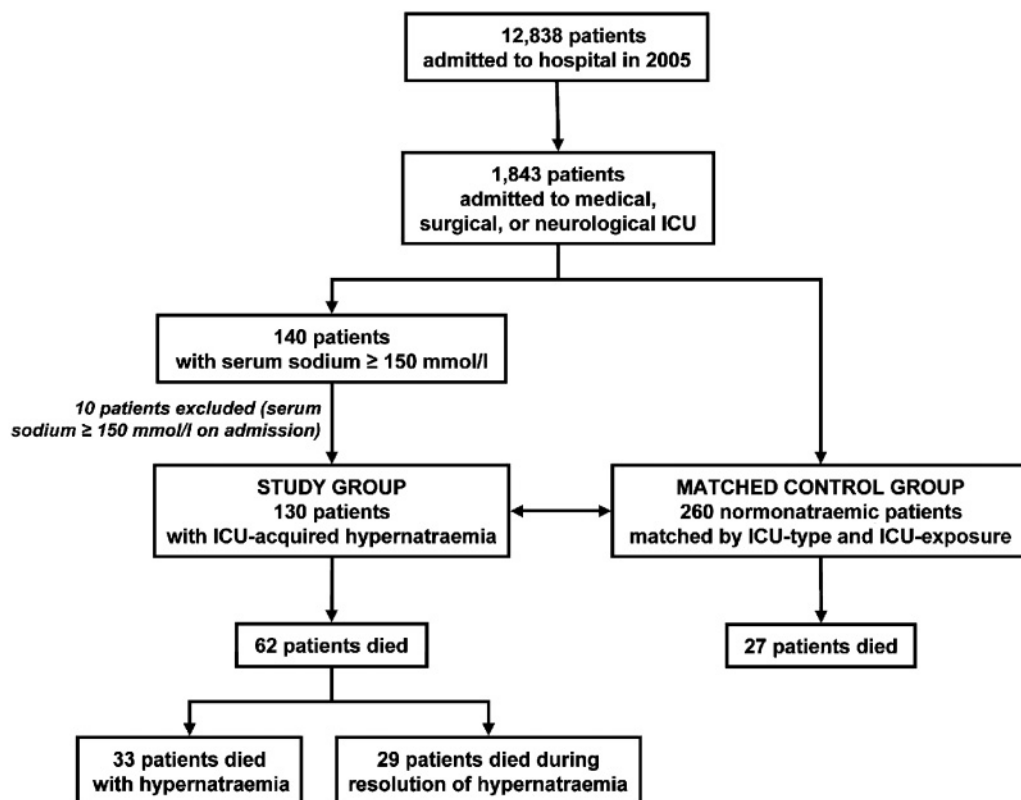 12,838 patients
admitted to hospital in 2005
1,843 patients
admitted to medical,
surgical, or neurological ICU
140 patients
with serum sodium ≥ 150 mmol/l
10 patients excluded (serum
sodium ≥ 150 mmol/l on admission)
STUDY GROUP
130 patients
with ICU-acquired hypernatraemia
MATCHED CONTROL GROUP
260 normonatraemic patients
matched by ICU-type and ICU-exposure
62 patients died
27 patients died
33 patients died
with hypernatraemia
29 patients died during
resolution of hypernatraemia